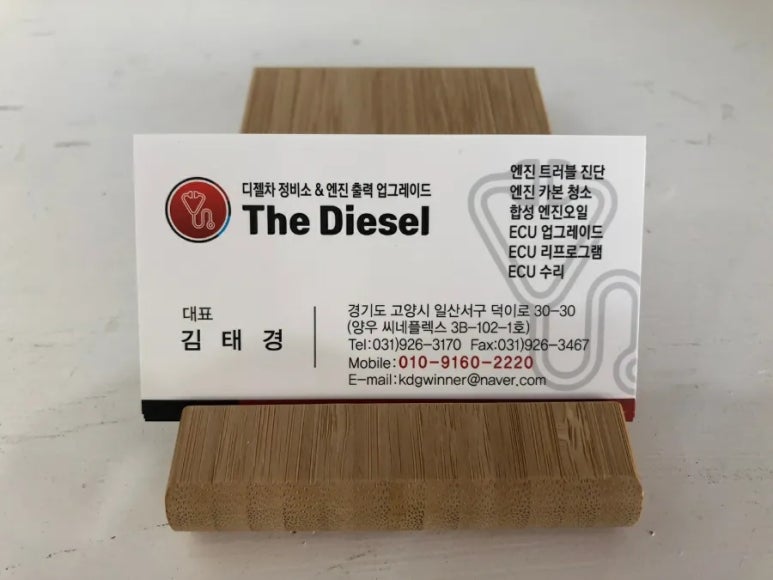 디젤차 정비소 & 엔진 출력 업그레이드
The Diesel
엔진 트러블 진단
엔진 카본 청소
합성 엔진오일
ECU 업그레이드
ECU 리프로그램
ECU 수리
대표
김 태 경
경기도 고양시 일산서구 덕이로 30-30
(양우 씨네플렉스 3B-102-1호)
Tel:031)926-3170 Fax:031)926-3467
Mobile:010-9160-2220
E-mail:kdgwinner@naver.com